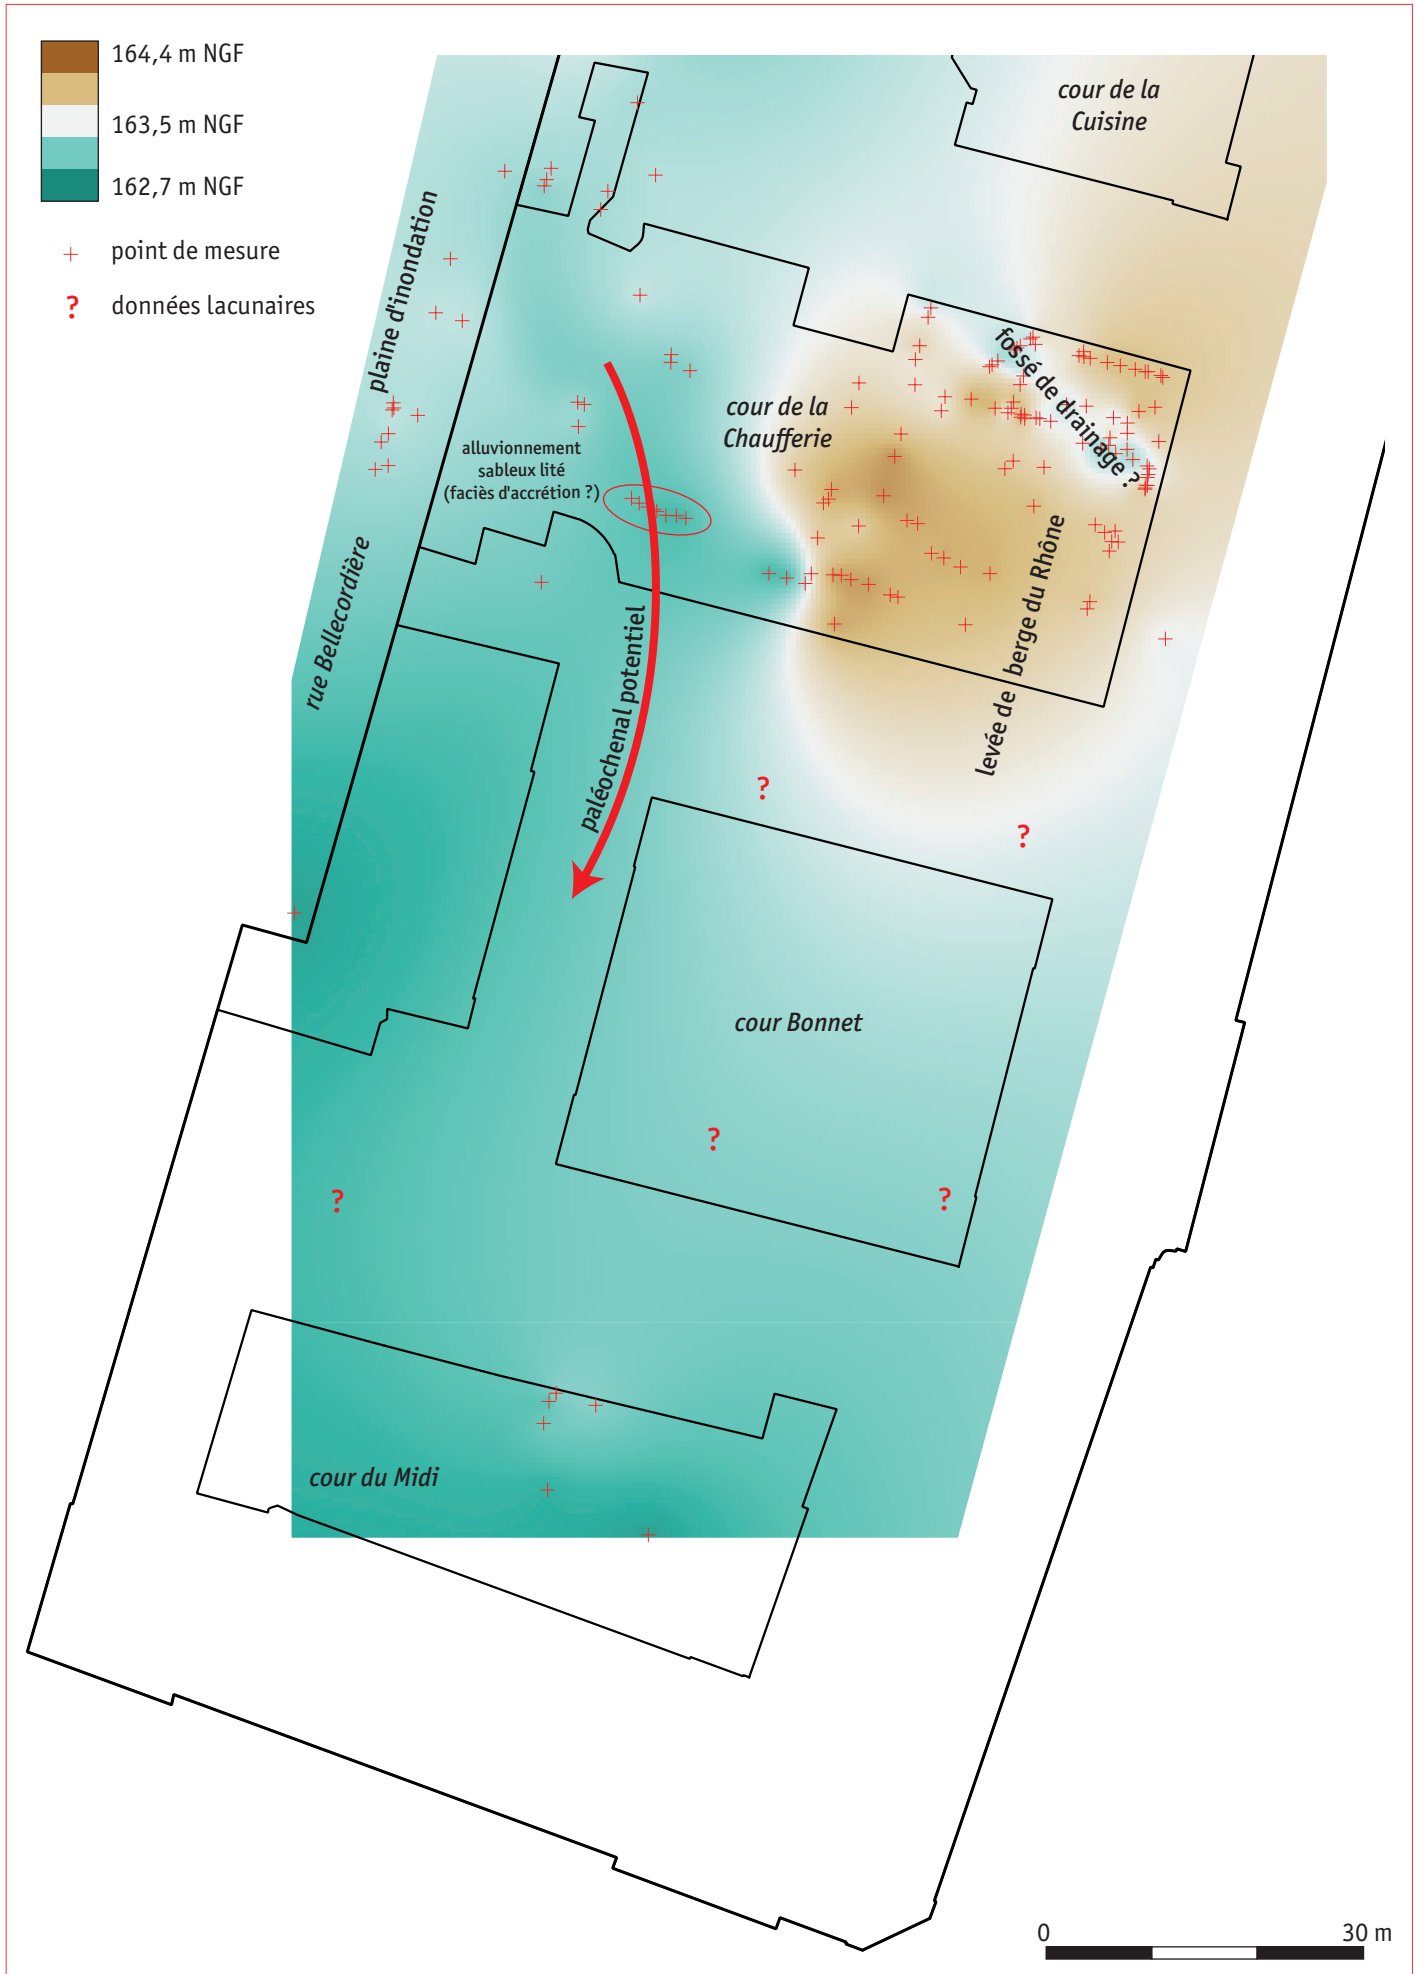 164,4 m NGF
163,5 m NGF
162,7 m NGF
+ point de mesure
? données lacunaires
cour de la
Cuisine
plaine d'inondation
fossé de drainage ?
cour de la
Chaufferie
alluvionnement
sableux lité
(faciès d'accrétion ?)
rue Bellecordière
levée de berge du Rhône
paléochenal potentiel
?
?
cour Bonnet
?
?
?
cour du Midi
0
30 m